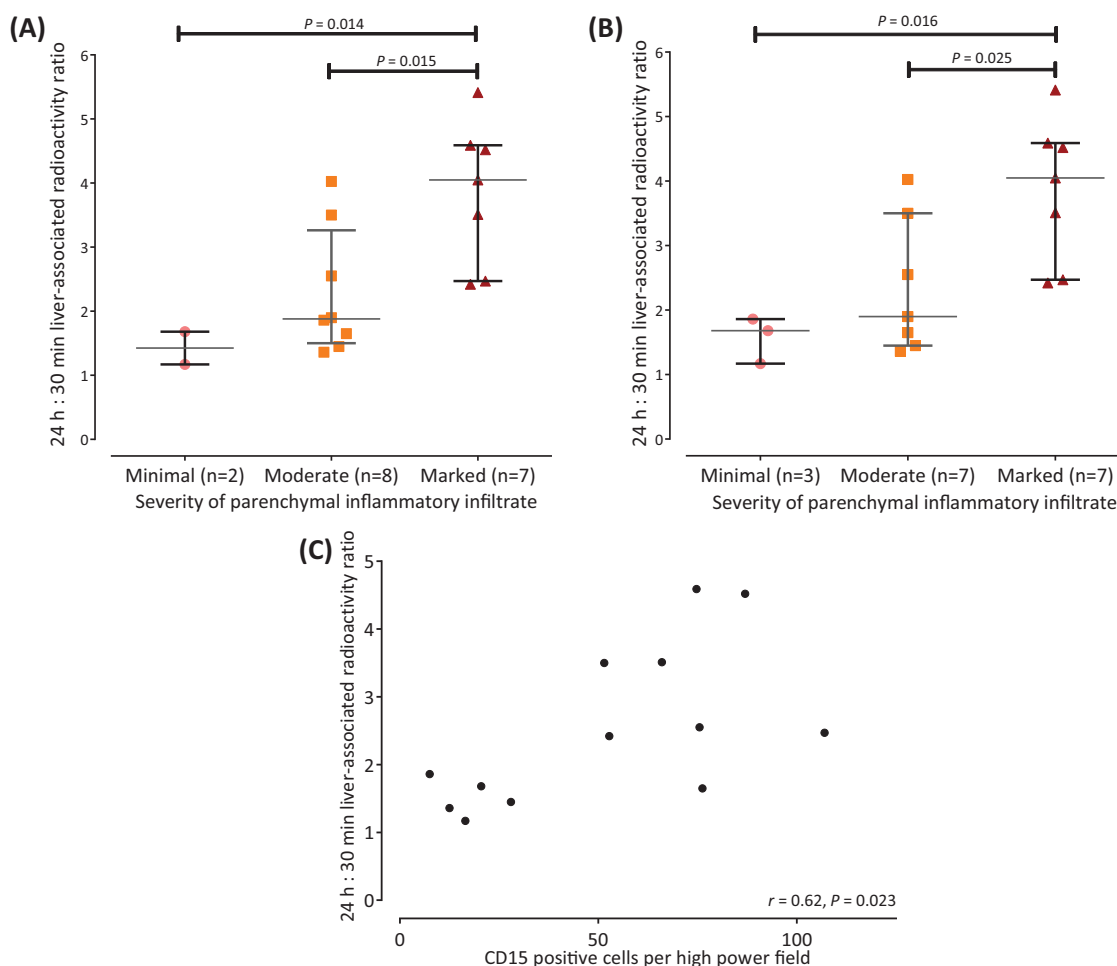 (A)
P = 0.014
P = 0.015
24 h : 30 min liver-associated radioactivity ratio
6
5
4
3
2
1
0
Minimal (n=2) Moderate (n=8) Marked (n=7)
Severity of parenchymal inflammatory infiltrate
(B)
P = 0.016
P = 0.025
24 h : 30 min liver-associated radioactivity ratio
6
5
4
3
2
1
0
Minimal (n=3) Moderate (n=7) Marked (n=7)
Severity of parenchymal inflammatory infiltrate
(C)
24 h : 30 min liver-associated radioactivity ratio
5
4
3
2
1
0
r = 0.62, P = 0.023
0 50 100
CD15 positive cells per high power field